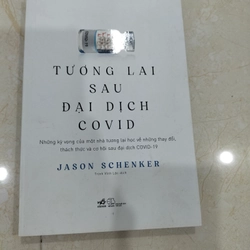 TƯƠNG LAI
SAU
ĐẠI DỊCH
COVID
Những kỳ vọng của một nhà tương lai học về những thay đổi,
thách thức và cơ hội sau đại dịch COVID-19
JASON SCHENKER